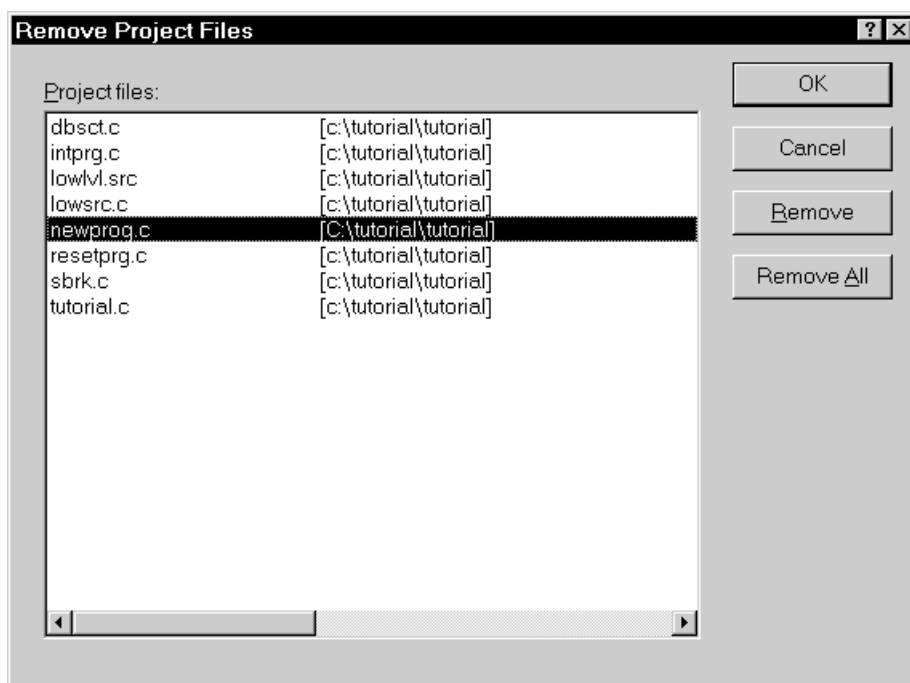 Remove Project Files
Project files:
OK
dbsct.c [c:\tutorial\tutorial]
intprg.c [c:\tutorial\tutorial]
Cancel
lowlvl.src [c:\tutorial\tutorial]
lowsrc.c [c:\tutorial\tutorial]
Remove
newprog.c [C:\tutorial\tutorial]
resetprg.c [c:\tutorial\tutorial]
Remove All
sbrk.c [c:\tutorial\tutorial]
tutorial.c [c:\tutorial\tutorial]